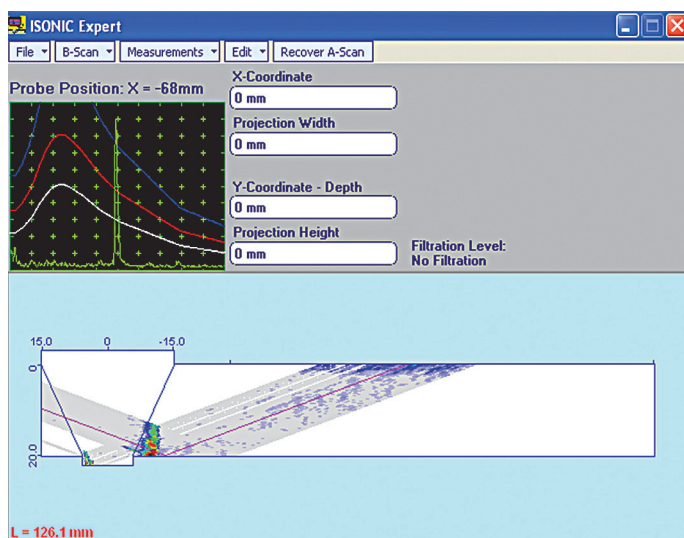 ISONIC Expert
File B-Scan Measurements Edit Recover A-Scan
Probe Position: X = -68mm
X-Coordinate
0 mm
Projection Width
0 mm
Y-Coordinate - Depth
0 mm
Projection Height
0 mm
Filtration Level:
No Filtration
15.0 0 -15.0
0
20.0
L = 126.1 mm